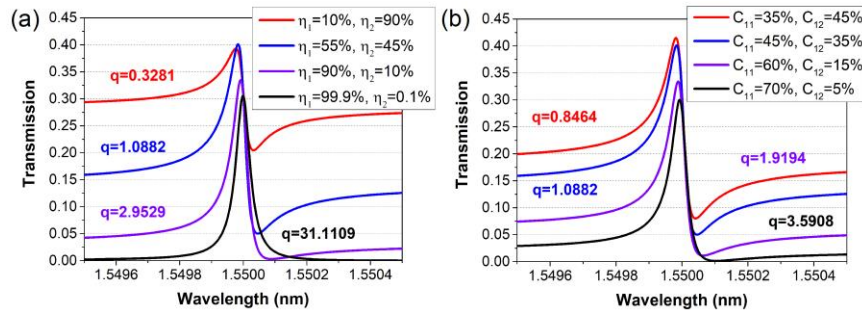 (a)
0.45
0.40
0.35
0.30
0.25
0.20
0.15
0.10
0.05
0.00
Transmission
η₁=10%, η₂=90%
η₁=55%, η₂=45%
η₁=90%, η₂=10%
η₁=99.9%, η₂=0.1%
q=0.3281
q=1.0882
q=2.9529
q=31.1109
1.5496 1.5498 1.5500 1.5502 1.5504
Wavelength (nm)
(b)
0.45
0.40
0.35
0.30
0.25
0.20
0.15
0.10
0.05
0.00
Transmission
C₁₁=35%, C₁₂=45%
C₁₁=45%, C₁₂=35%
C₁₁=60%, C₁₂=15%
C₁₁=70%, C₁₂=5%
q=0.8464
q=1.9194
q=1.0882
q=3.5908
1.5496 1.5498 1.5500 1.5502 1.5504
Wavelength (nm)